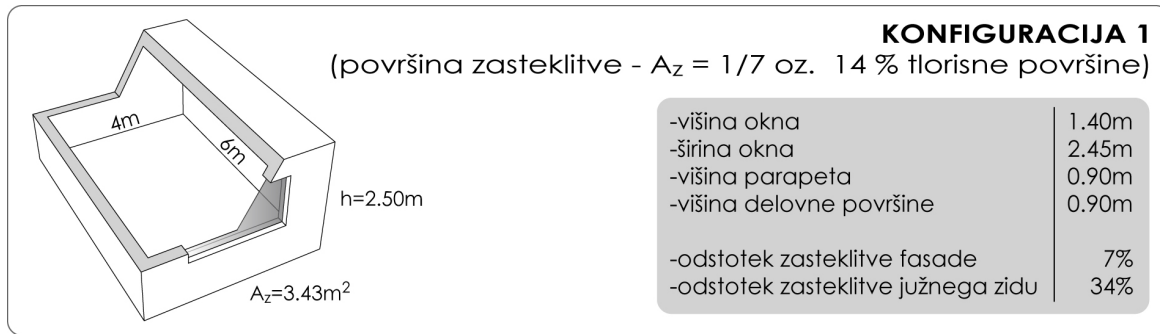 KONFIGURACIJA 1
(površina zasteklitve - Az = 1/7 oz. 14 % tlorisne površine)
4m
6m
h=2.50m
Az=3.43m²
-višina okna 1.40m
-širina okna 2.45m
-višina parapeta 0.90m
-višina delovne površine 0.90m
-odstotek zasteklitve fasade 7%
-odstotek zasteklitve južnega zidu 34%